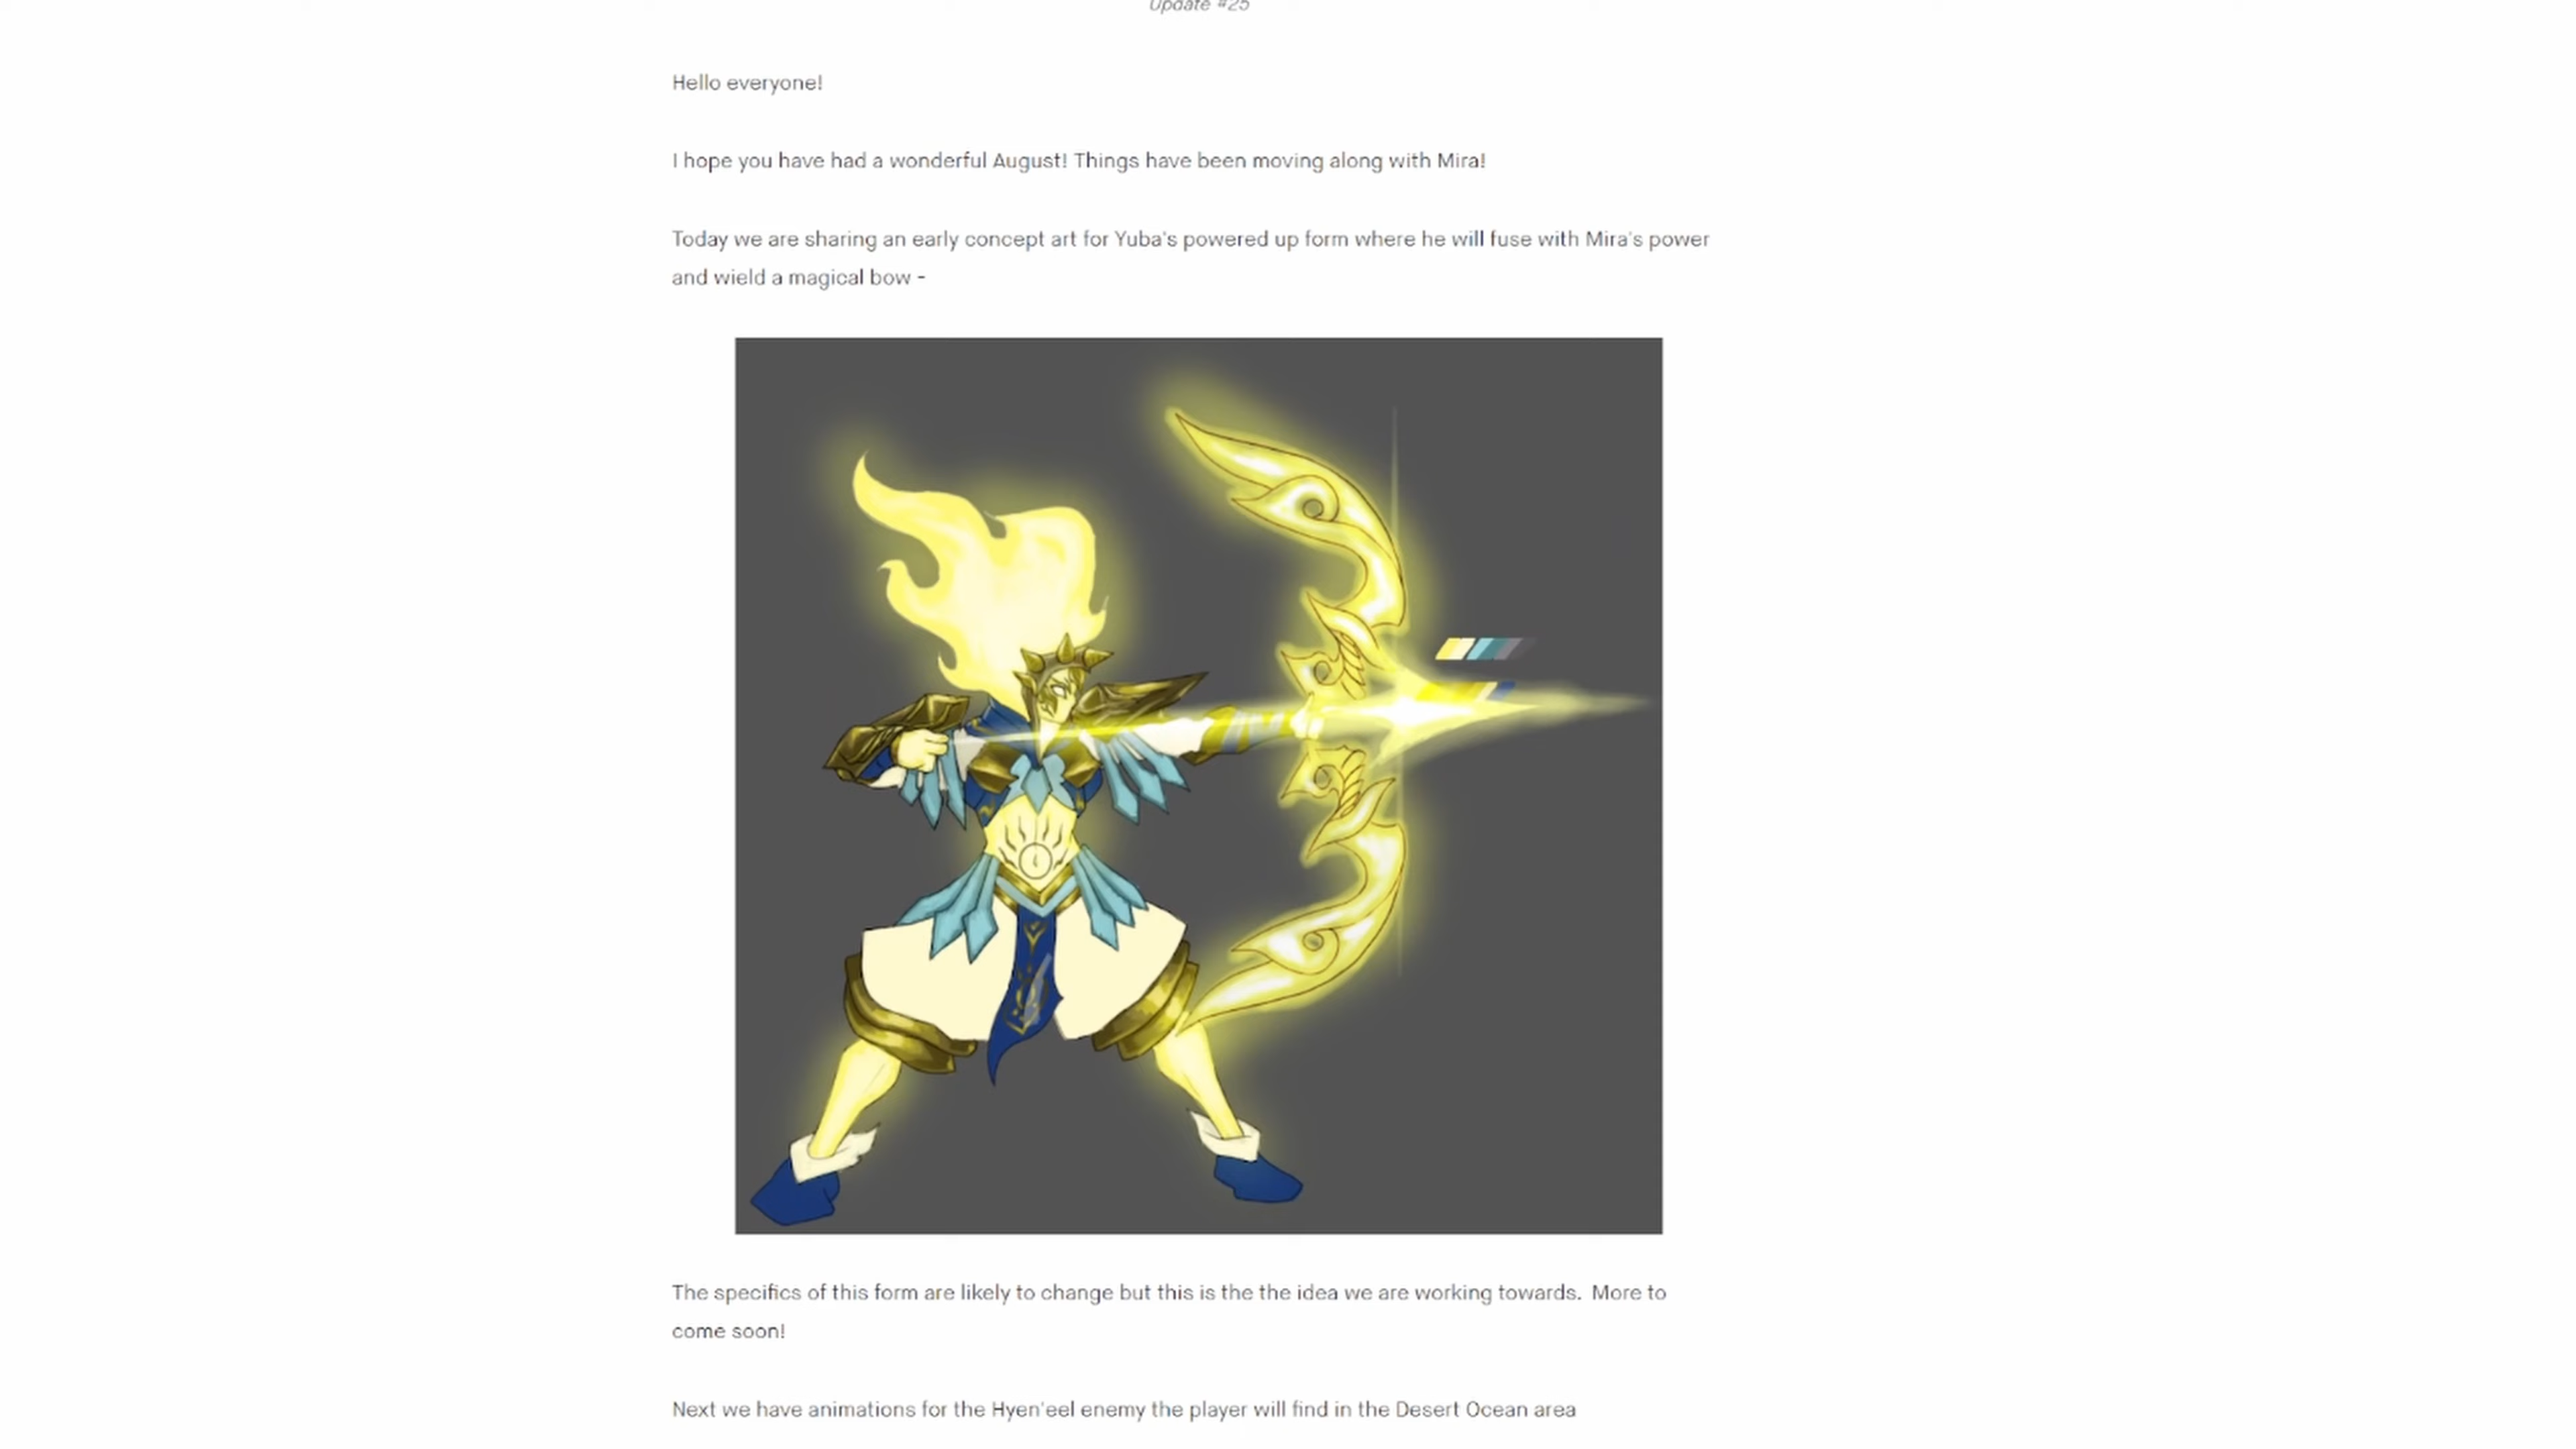 Update #25
Hello everyone!
I hope you have had a wonderful August! Things have been moving along with Mira!
Today we are sharing an early concept art for Yuba's powered up form where he will fuse with Mira's power
and wield a magical bow -
The specifics of this form are likely to change but this is the the idea we are working towards. More to
come soon!
Next we have animations for the Hyen'eel enemy the player will find in the Desert Ocean area